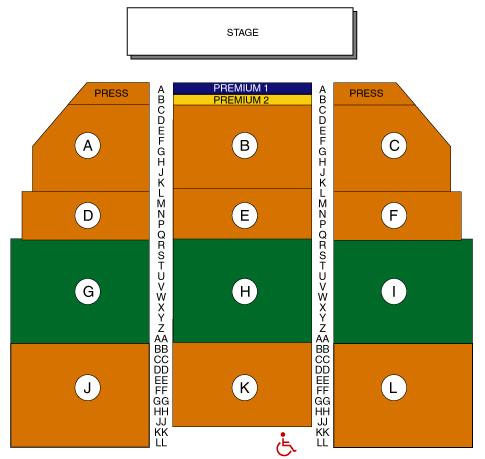 STAGE
PREMIUM 1
A A
PRESS PRESS
B PREMIUM 2 B
C C
D D
E E
F F
A B C
G G
H H
J J
K K
L L
M M
D N E N F
P P
Q Q
R R
S S
T T
U U
V V
G H I
W W
X X
Y Y
Z Z
AA AA
BB BB
CC CC
DD DD
EE EE
J K L
FF FF
GG GG
HH HH
JJ JJ
KK KK
LL LL